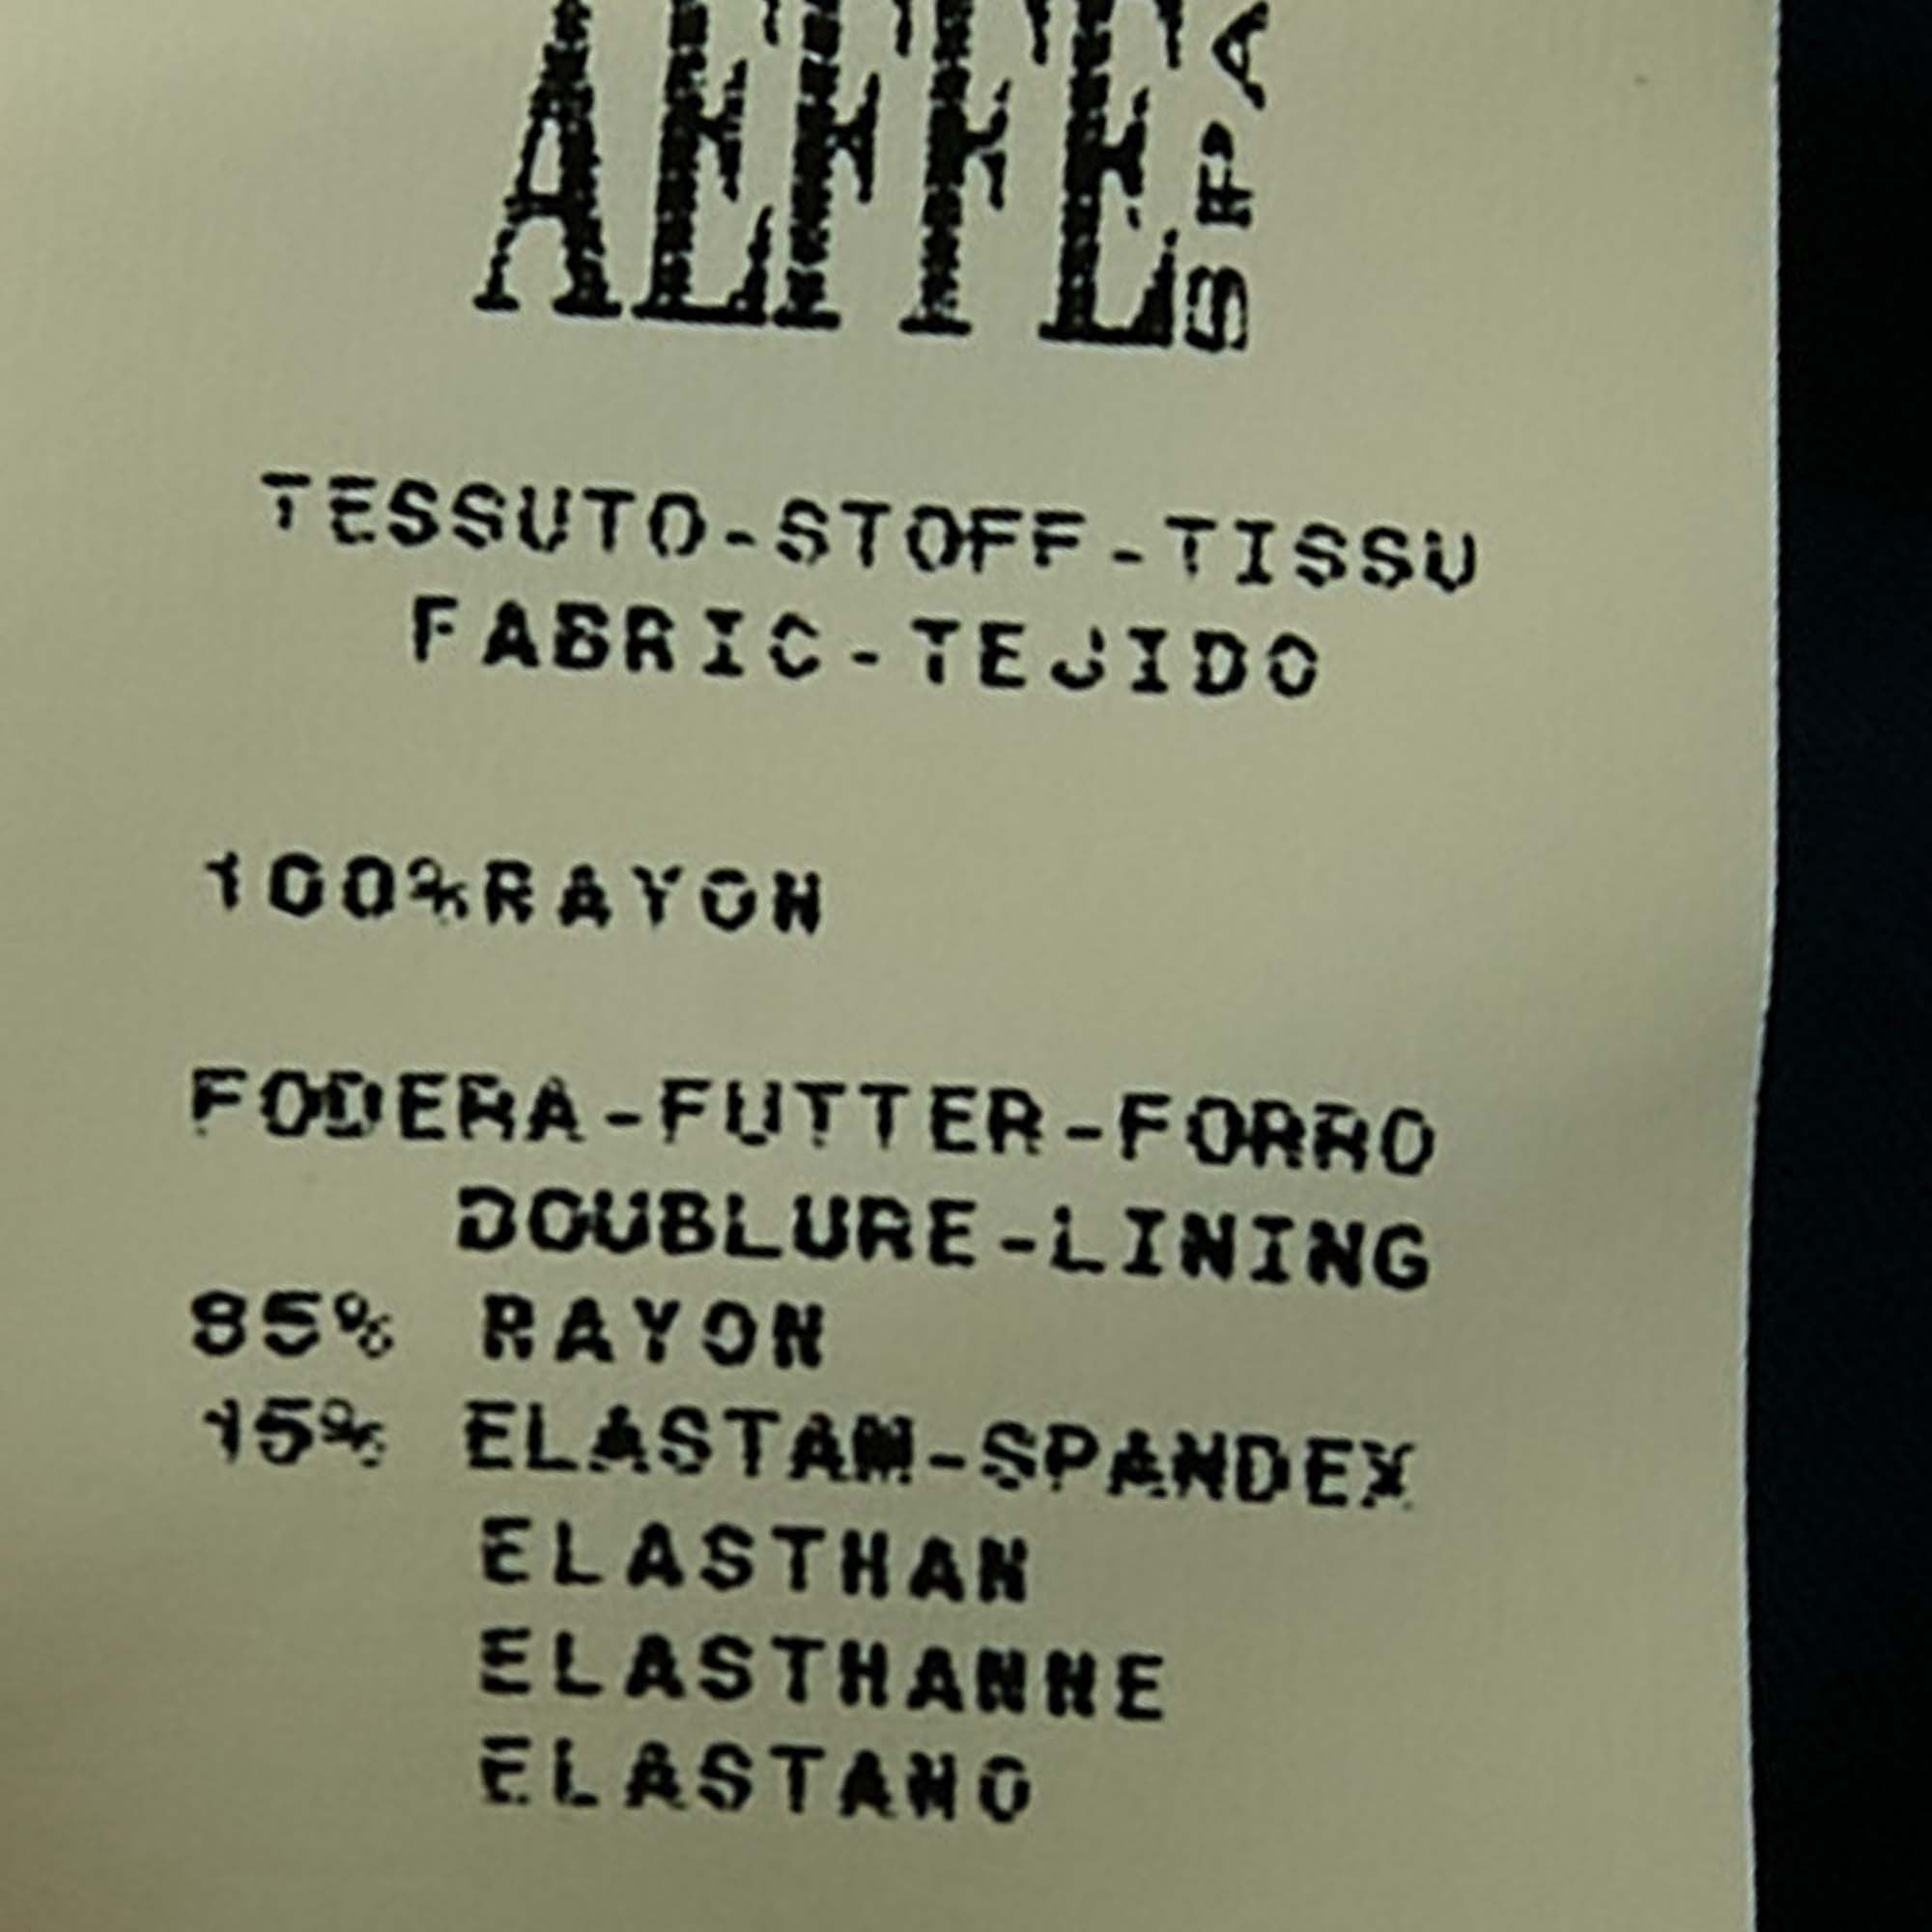 AEFFE SPA
TESSUTO-STOFF-TISSU
FABRIC-TEJIDO
100%RAYON
FODERA-FUTTER-FORRO
DOUBLURE-LINING
85% RAYON
15% ELASTAM-SPANDEX
ELASTHAN
ELASTHANNE
ELASTANO